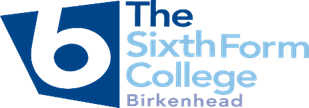 6
The
Sixth Form
College
Birkenhead